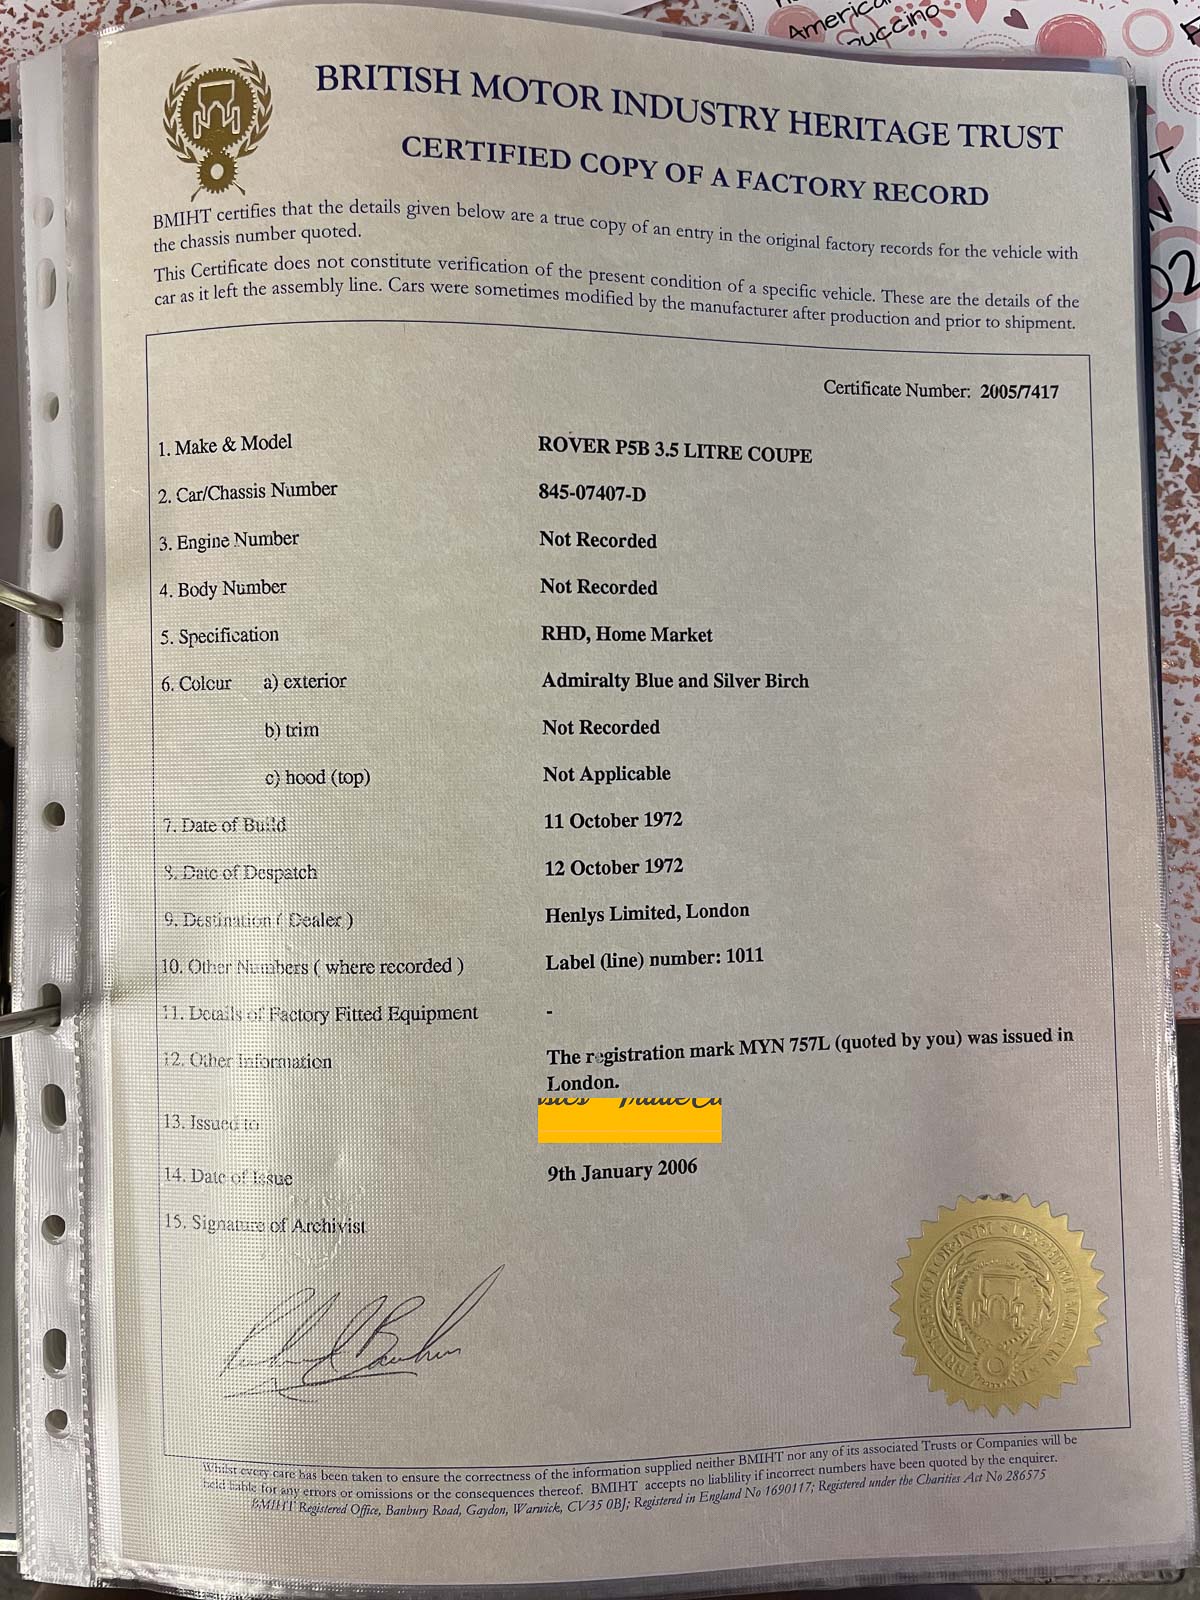 America
puccino
BRITISH MOTOR INDUSTRY HERITAGE TRUST
CERTIFIED COPY OF A FACTORY RECORD
BMIHT certifies that the details given below are a true copy of an entry in the original factory records for the vehicle with
the chassis number quoted.
This Certificate does not constitute verification of the present condition of a specific vehicle. These are the details of the
car as it left the assembly line. Cars were sometimes modified by the manufacturer after production and prior to shipment.
Certificate Number: 2005/7417
1. Make & Model ROVER P5B 3.5 LITRE COUPE
2. Car/Chassis Number 845-07407-D
3. Engine Number Not Recorded
4. Body Number Not Recorded
5. Specification RHD, Home Market
6. Colour a) exterior Admiralty Blue and Silver Birch
b) trim Not Recorded
c) hood (top) Not Applicable
7. Date of Build 11 October 1972
8. Date of Despatch 12 October 1972
9. Destination ( Dealer ) Henlys Limited, London
10. Other Numbers ( where recorded ) Label (line) number: 1011
11. Details of Factory Fitted Equipment -
12. Other Information The registration mark MYN 757L (quoted by you) was issued in
London.
13. Issued to
14. Date of Issue 9th January 2006
15. Signature of Archivist
Whilst every care has been taken to ensure the correctness of the information supplied neither BMIHT nor any of its associated Trusts or Companies will be
held liable for any errors or omissions or the consequences thereof. BMIHT accepts no liablility if incorrect numbers have been quoted by the enquirer.
BMIHT Registered Office, Banbury Road, Gaydon, Warwick, CV35 0BJ; Registered in England No 1690117; Registered under the Charities Act No 286575